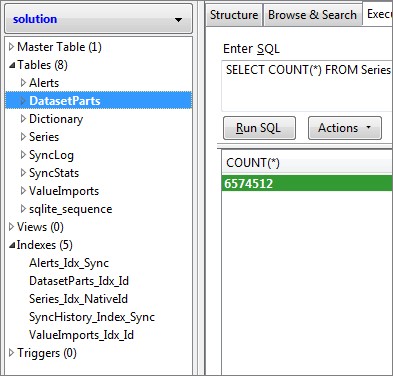 solution
Master Table (1)
Tables (8)
Alerts
DatasetParts
Dictionary
Series
SyncLog
SyncStats
ValueImports
sqlite_sequence
Views (0)
Indexes (5)
Alerts_Idx_Sync
DatasetParts_Idx_Id
Series_Idx_NativeId
SyncHistory_Index_Sync
ValueImports_Idx_Id
Triggers (0)
Structure Browse & Search Exec
Enter SQL
SELECT COUNT(*) FROM Series
Run SQL Actions
COUNT(*)
6574512